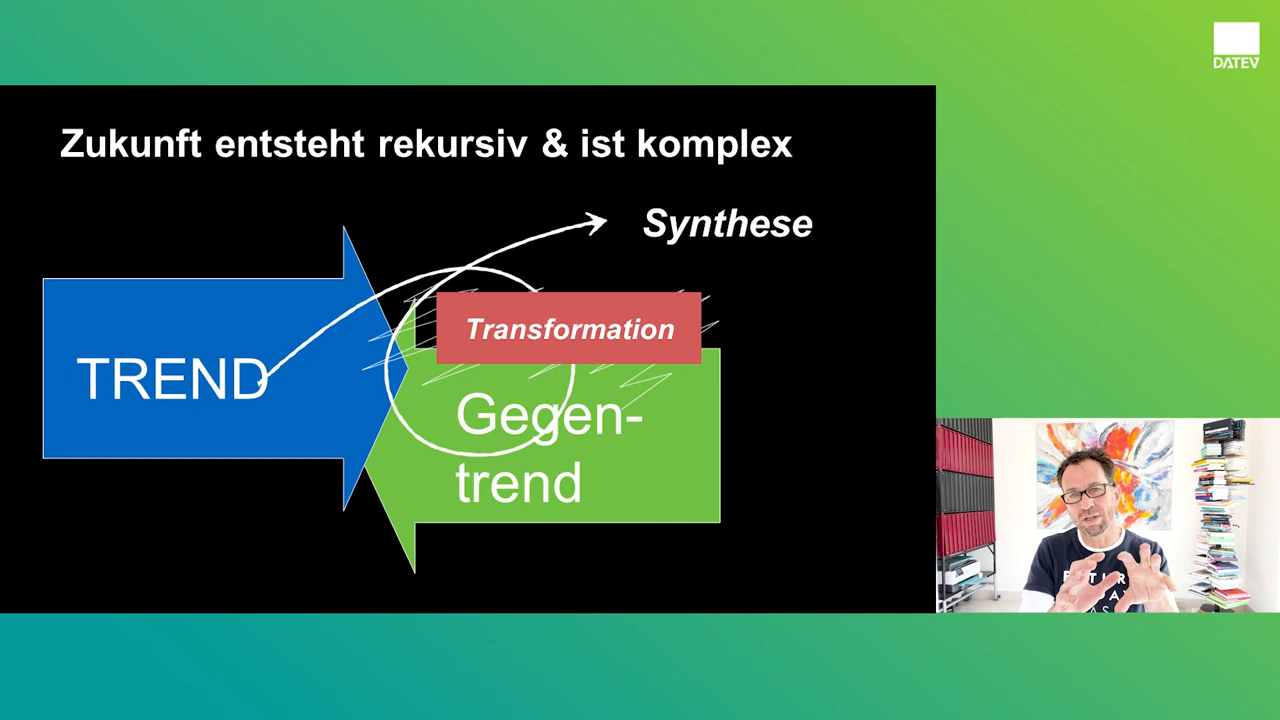 DATEV
Zukunft entsteht rekursiv & ist komplex
Synthese
Transformation
TREND
Gegen-
trend